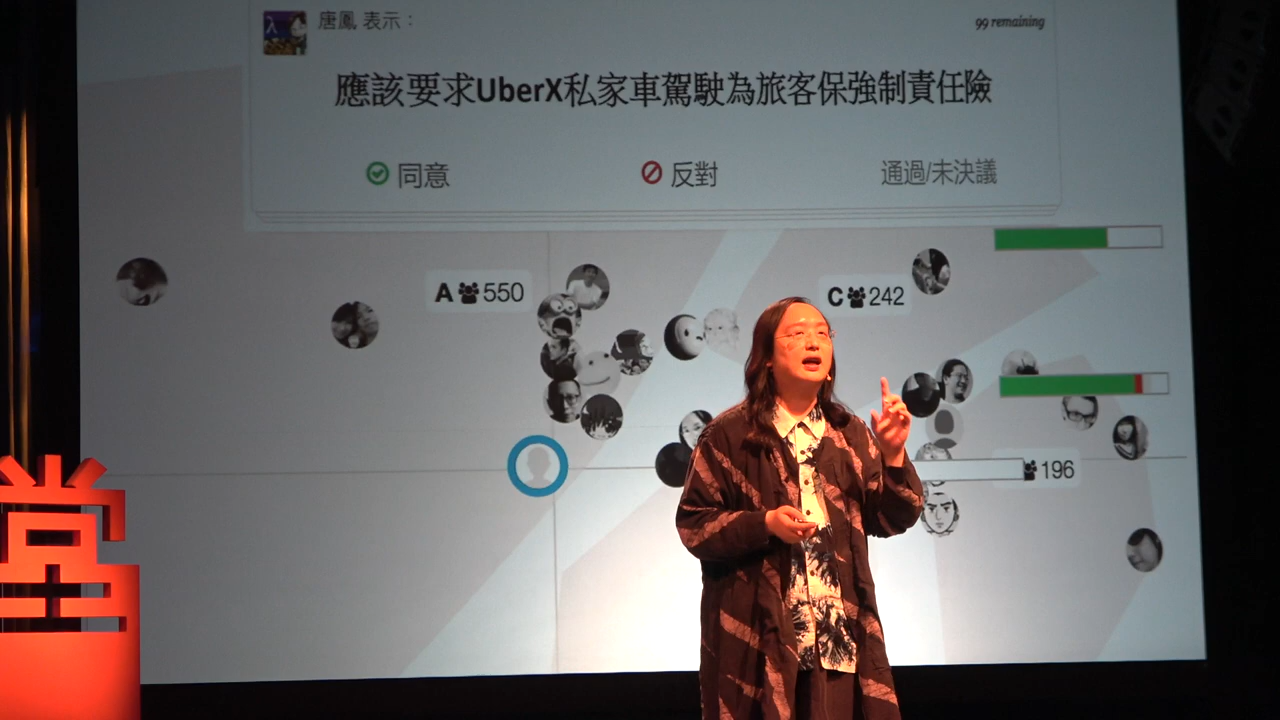 唐鳳 表示：
99 remaining
應該要求UberX私家車駕駛為旅客保強制責任險
同意
反對
通過/未決議
A 550
C 242
196
堂